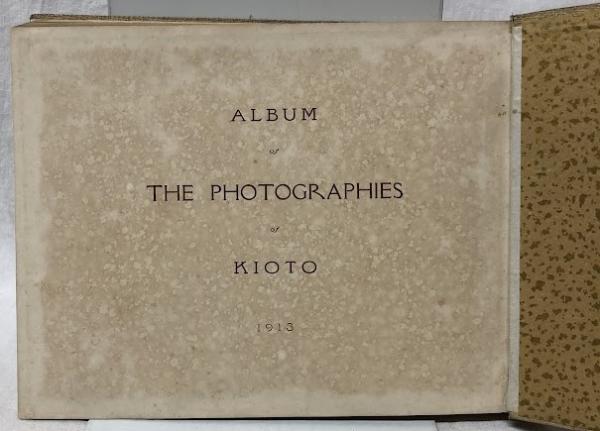 ALBUM
of
THE PHOTOGRAPHIES
of
KIOTO
1913